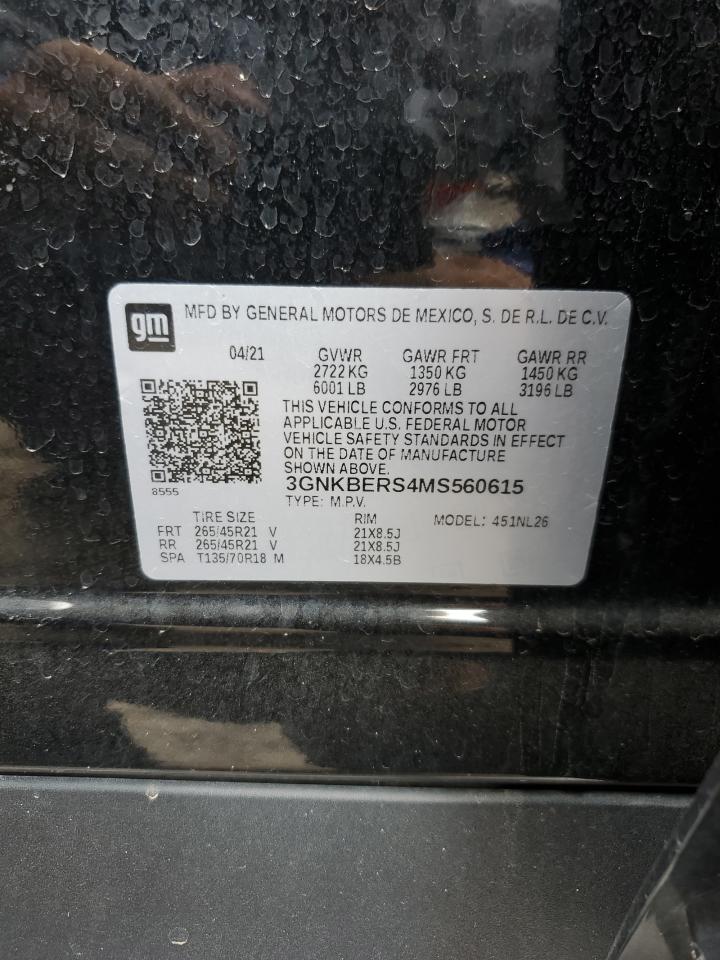 gm
MFD BY GENERAL MOTORS DE MEXICO, S. DE R.L. DE C.V.
04/21 GVWR GAWR FRT GAWR RR
2722 KG 1350 KG 1450 KG
6001 LB 2976 LB 3196 LB
THIS VEHICLE CONFORMS TO ALL
APPLICABLE U.S. FEDERAL MOTOR
VEHICLE SAFETY STANDARDS IN EFFECT
ON THE DATE OF MANUFACTURE
SHOWN ABOVE.
3GNKBERS4MS560615
8555
TYPE: M.P.V.
TIRE SIZE RIM MODEL: 451NL26
FRT 265/45R21 V 21X8.5J
RR 265/45R21 V 21X8.5J
SPA T135/70R18 M 18X4.5B